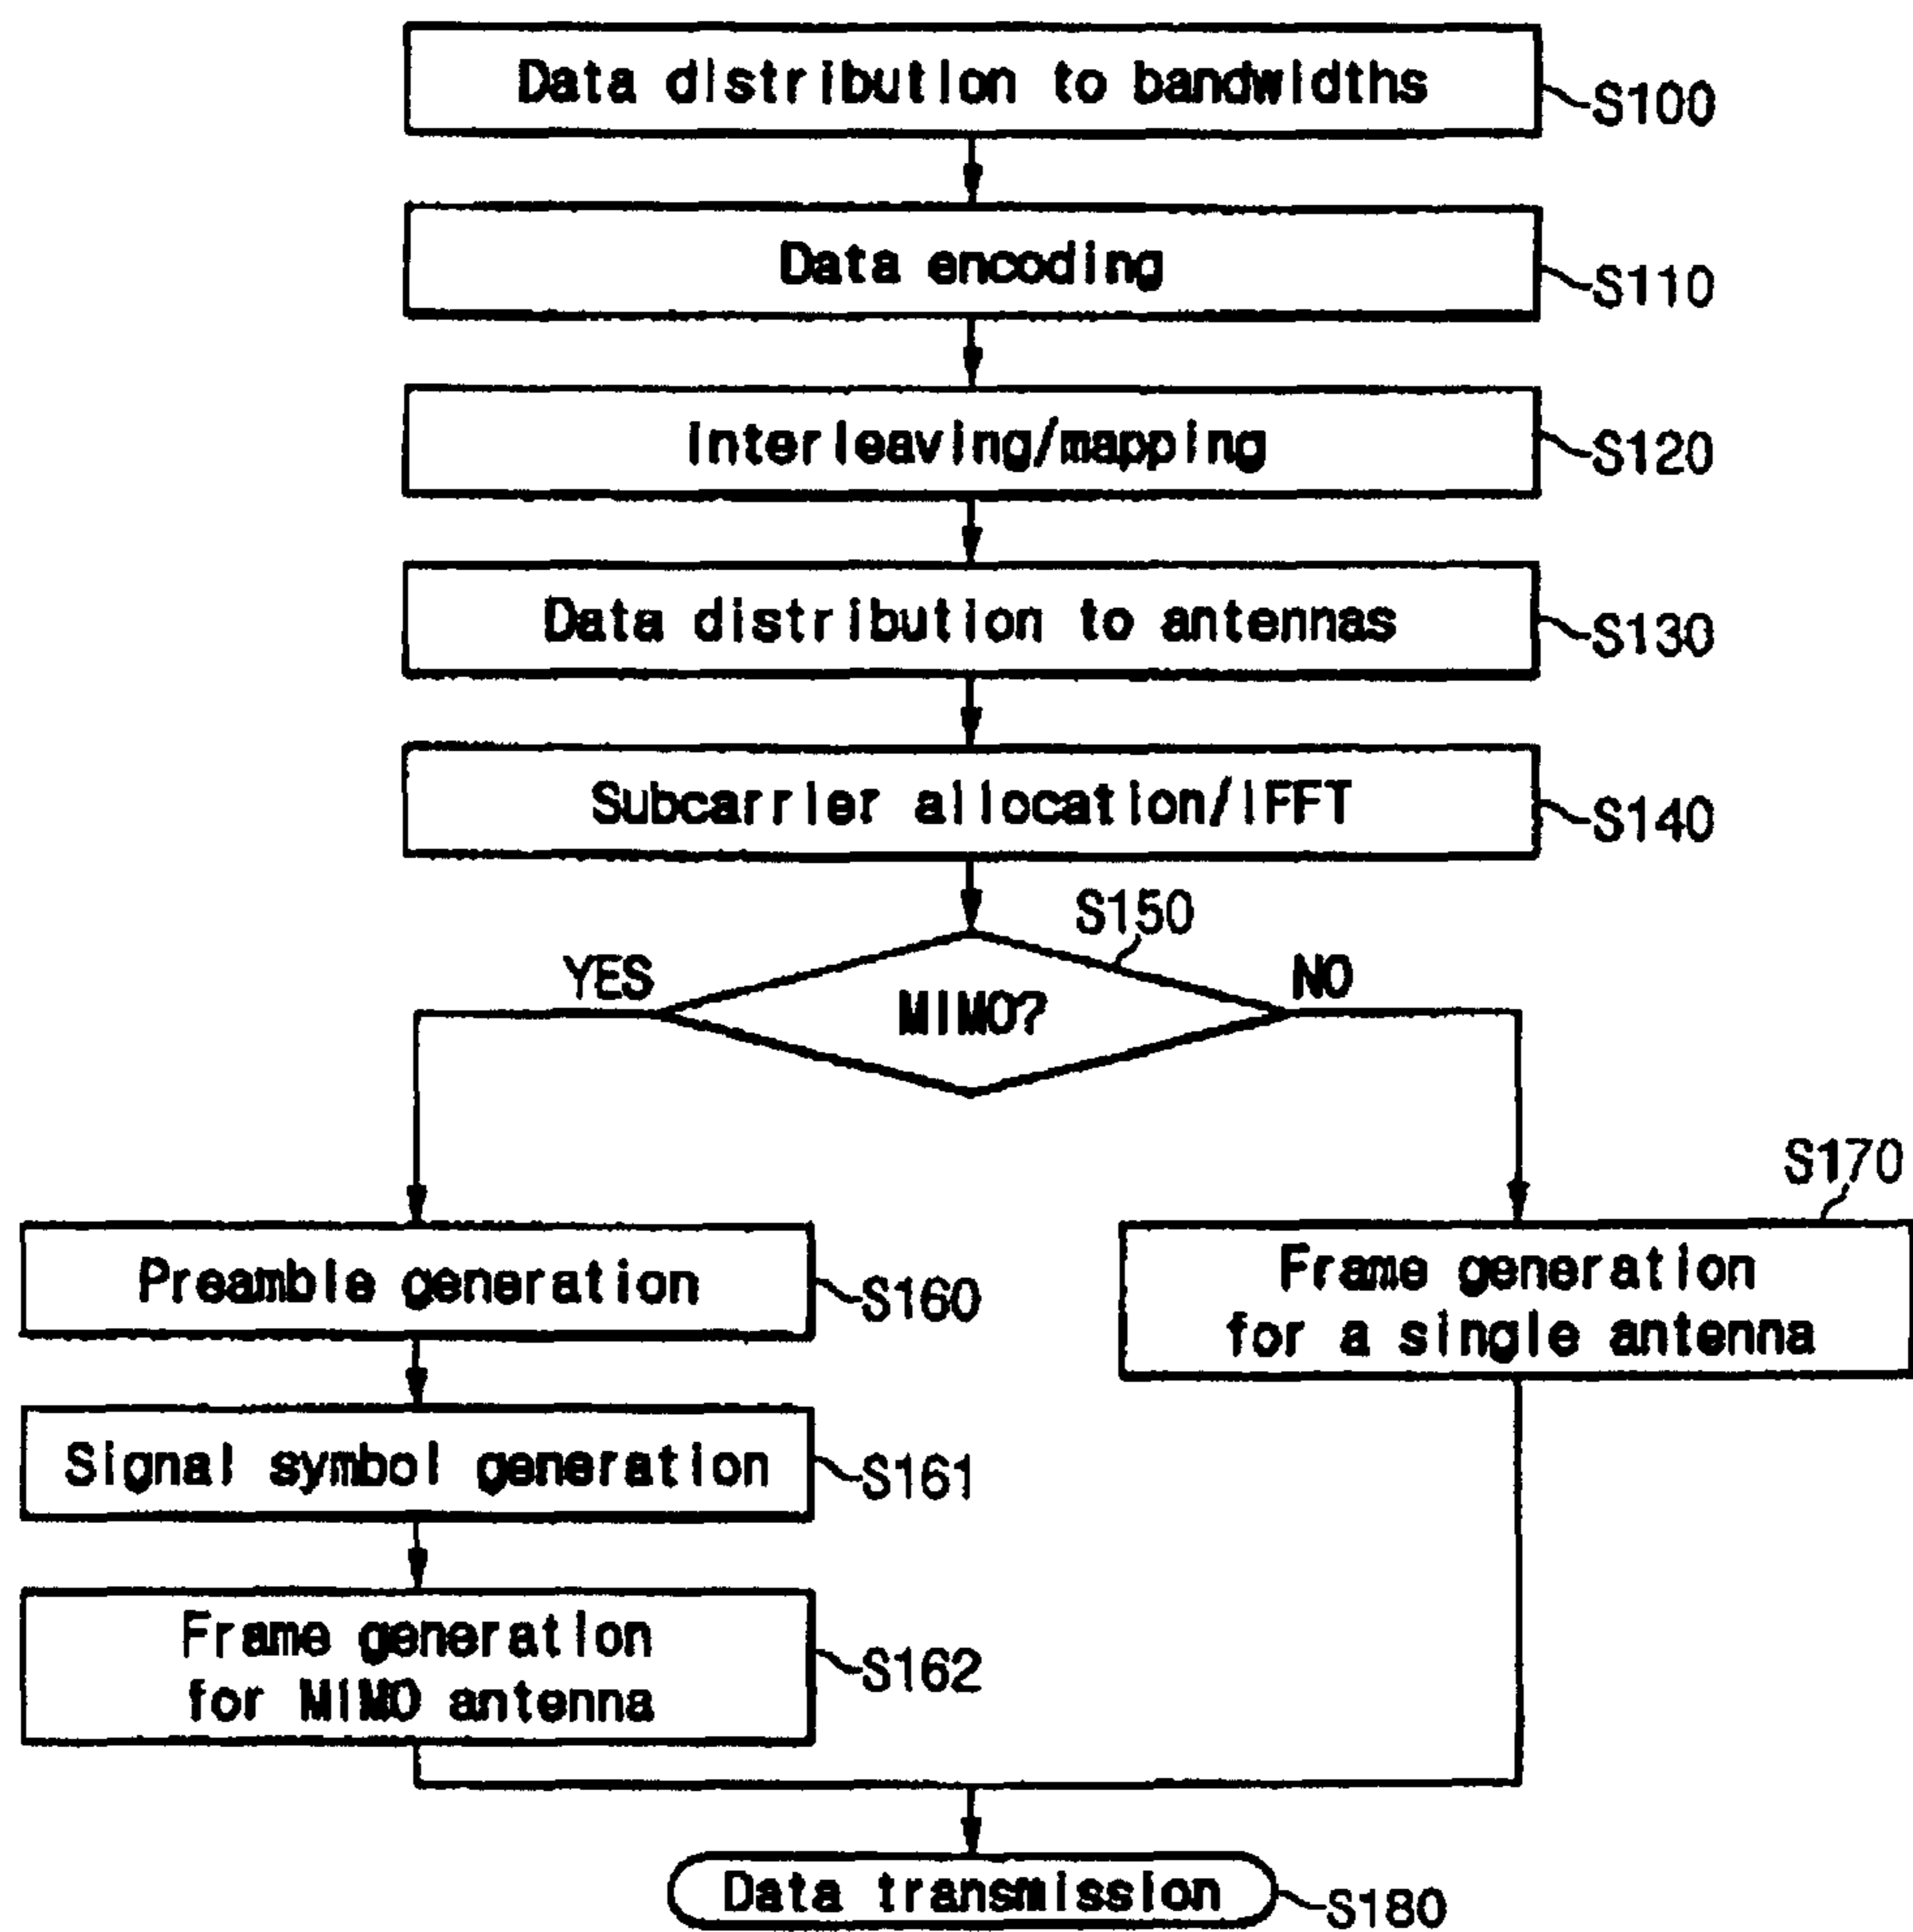 Data distribution to bandwidths
S100
Data encoding
S110
Interleaving/mapping
S120
Data distribution to antennas
S130
Subcarrier allocation/IFFT
S140
S150
YES
MIMO?
NO
S170
Preamble generation
S160
Frame generation
for a single antenna
Signal symbol generation
S161
Frame generation
for MIMO antenna
S162
Data transmission
S180